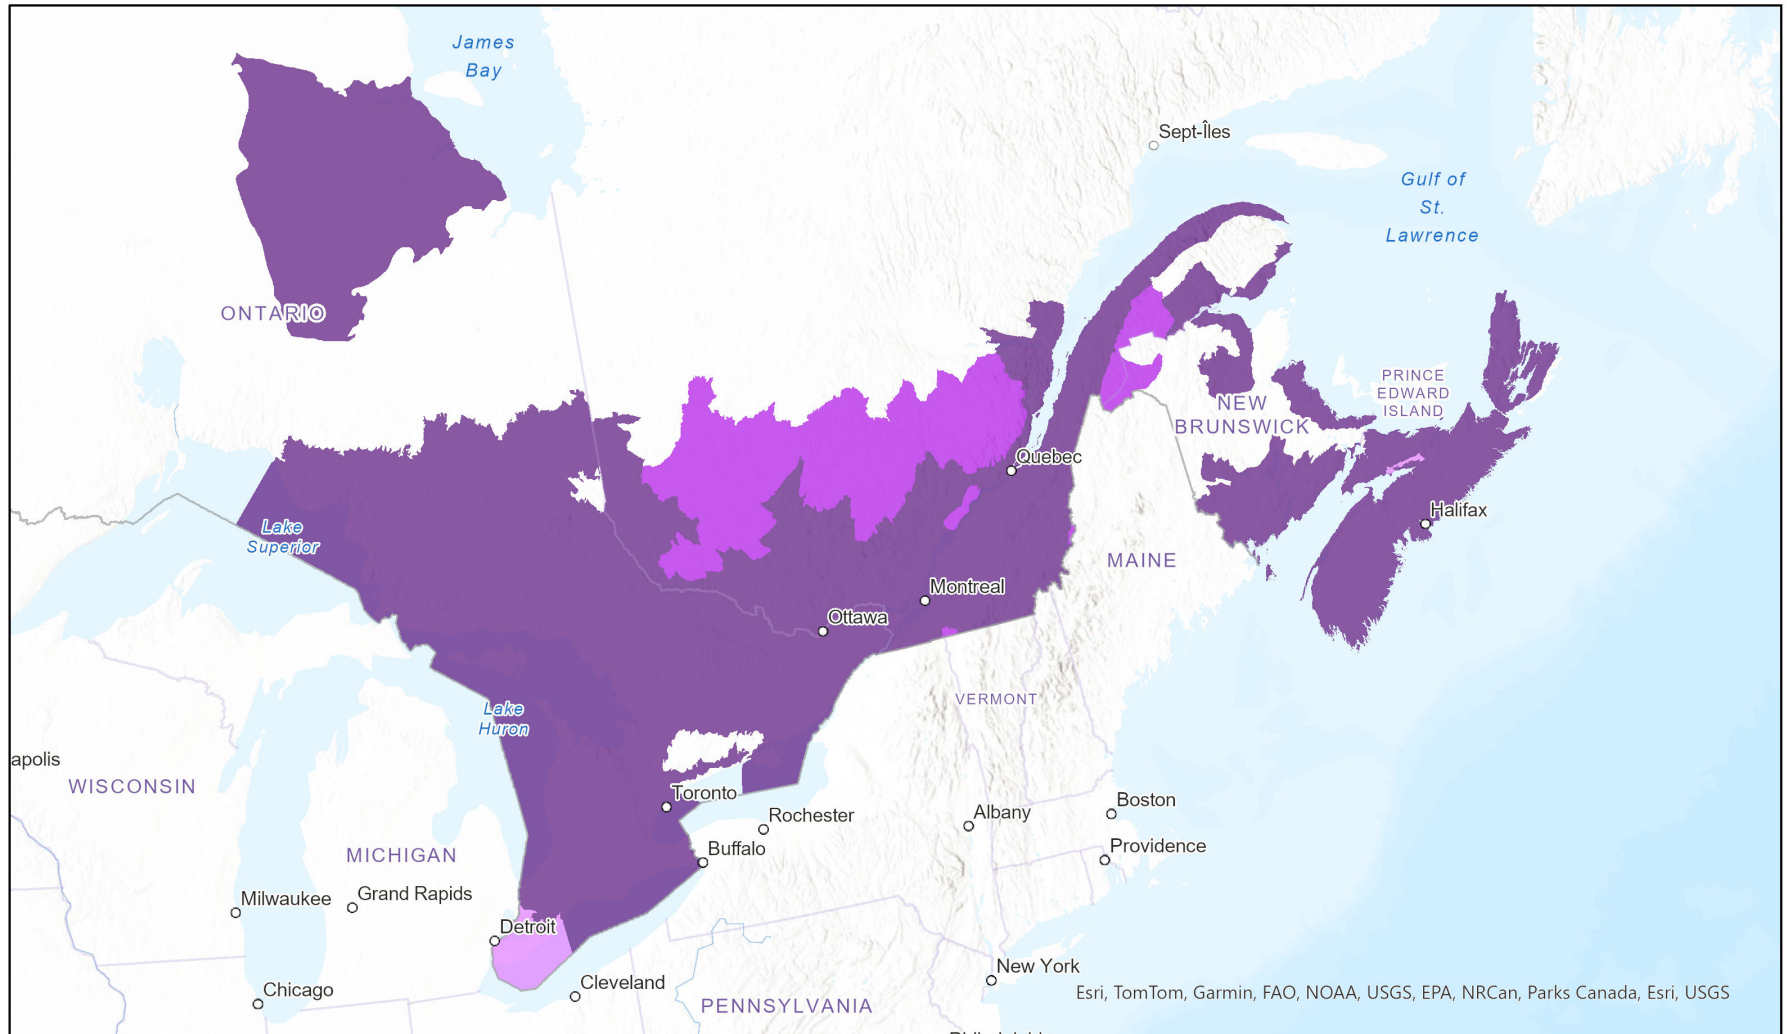 James
Bay
Sept-Îles
Gulf of
St.
Lawrence
ONTARIO
PRINCE
EDWARD
ISLAND
NEW
BRUNSWICK
Quebec
Halifax
Lake
Superior
MAINE
Montreal
Ottawa
VERMONT
Lake
Huron
apolis
WISCONSIN
Toronto
Boston
Rochester
Albany
Providence
Buffalo
MICHIGAN
Milwaukee
Grand Rapids
Detroit
New York
Cleveland
Chicago
PENNSYLVANIA
Esri, TomTom, Garmin, FAO, NOAA, USGS, EPA, NRCan, Parks Canada, Esri, USGS